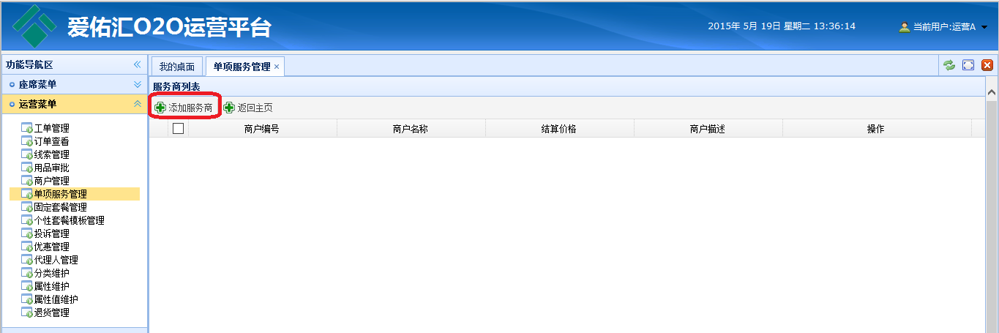 爱佑汇O2O运营平台
2015年 5月 19日 星期二 13:36:14
当前用户:运营A
功能导航区
我的桌面
单项服务管理
座席菜单
服务商列表
运营菜单
添加服务商
返回主页
商户编号
商户名称
结算价格
商户描述
操作
工单管理
订单查看
线索管理
用品审批
商户管理
单项服务管理
固定套餐管理
个性套餐模板管理
投诉管理
优惠管理
代理人管理
分类维护
属性维护
属性值维护
退货管理